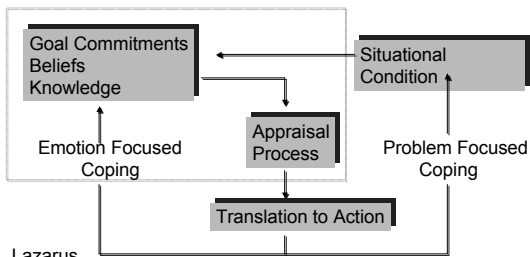 Goal Commitments
Beliefs
Knowledge
Situational
Condition
Appraisal
Process
Emotion Focused
Coping
Problem Focused
Coping
Translation to Action
Lazarus